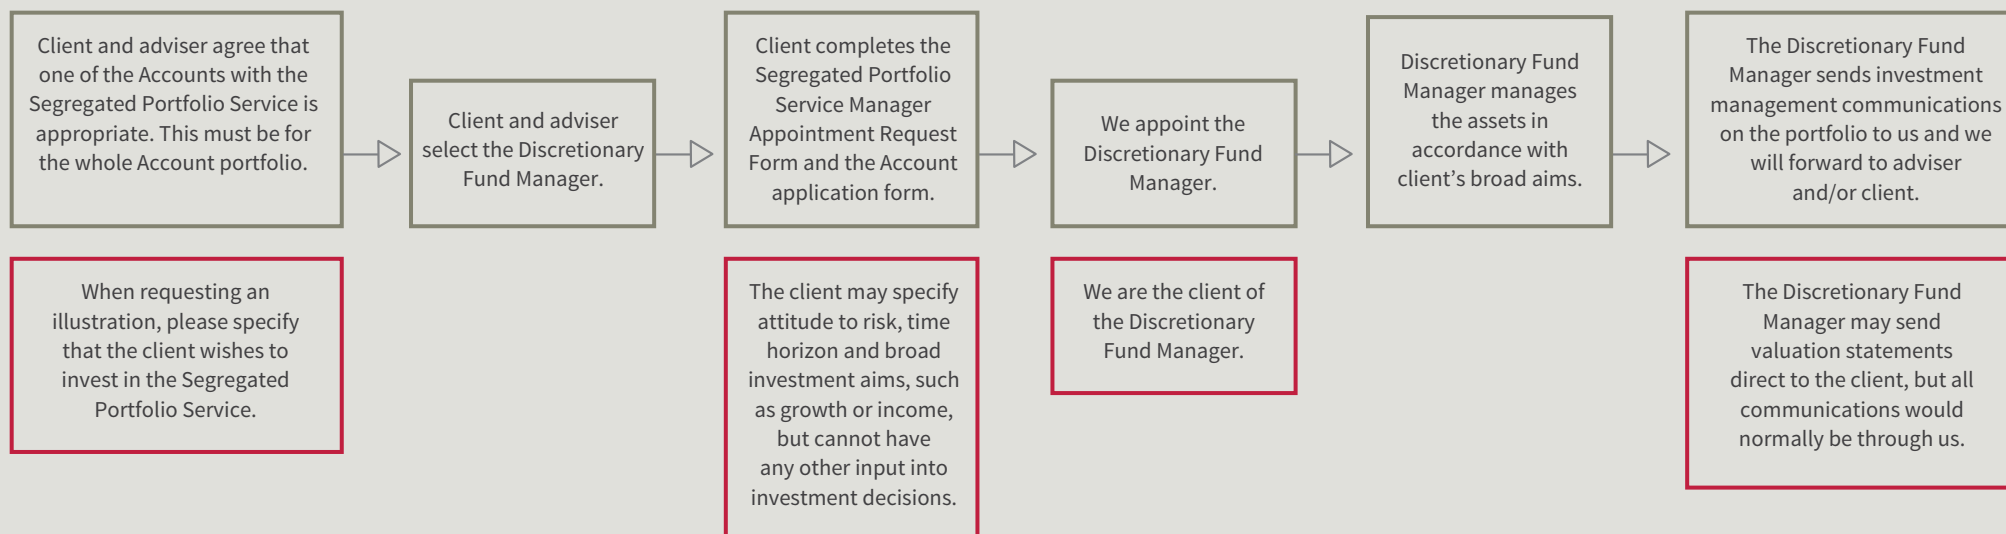 Client and adviser agree that
one of the Accounts with the
Segregated Portfolio Service is
appropriate. This must be for
the whole Account portfolio.
Client and adviser
select the Discretionary
Fund Manager.
Client completes the
Segregated Portfolio
Service Manager
Appointment Request
Form and the Account
application form.
We appoint the
Discretionary Fund
Manager.
Discretionary Fund
Manager manages
the assets in
accordance with
client’s broad aims.
The Discretionary Fund
Manager sends investment
management communications
on the portfolio to us and we
will forward to adviser
and/or client.
When requesting an
illustration, please specify
that the client wishes to
invest in the Segregated
Portfolio Service.
The client may specify
attitude to risk, time
horizon and broad
investment aims, such
as growth or income,
but cannot have
any other input into
investment decisions.
We are the client of
the Discretionary
Fund Manager.
The Discretionary Fund
Manager may send
valuation statements
direct to the client, but all
communications would
normally be through us.